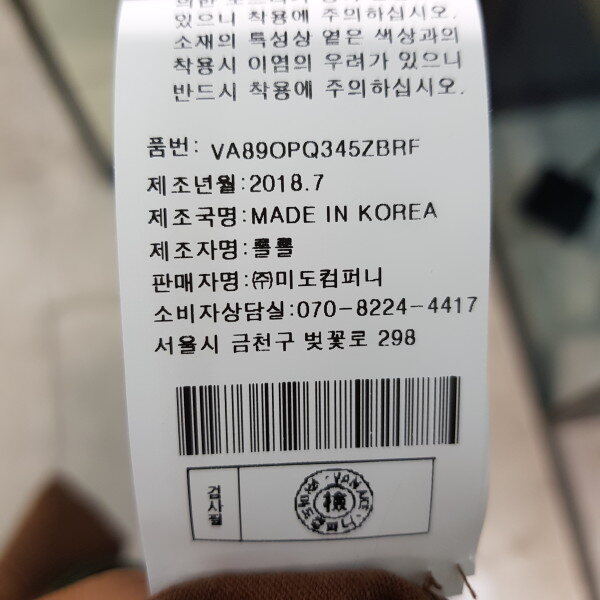 있으니 착용에 주의하십시오.
소재의 특성상 옅은 색상과의
착용시 이염의 우려가 있으니
반드시 착용에 주의하십시오.
품번: VA89OPQ345ZBRF
제조년월:2018.7
제조국명:MADE IN KOREA
제조자명:뽈뽈
판매자명:㈜미도컴퍼니
소비자상담실:070-8224-4417
서울시 금천구 벚꽃로 298
검사필
檢